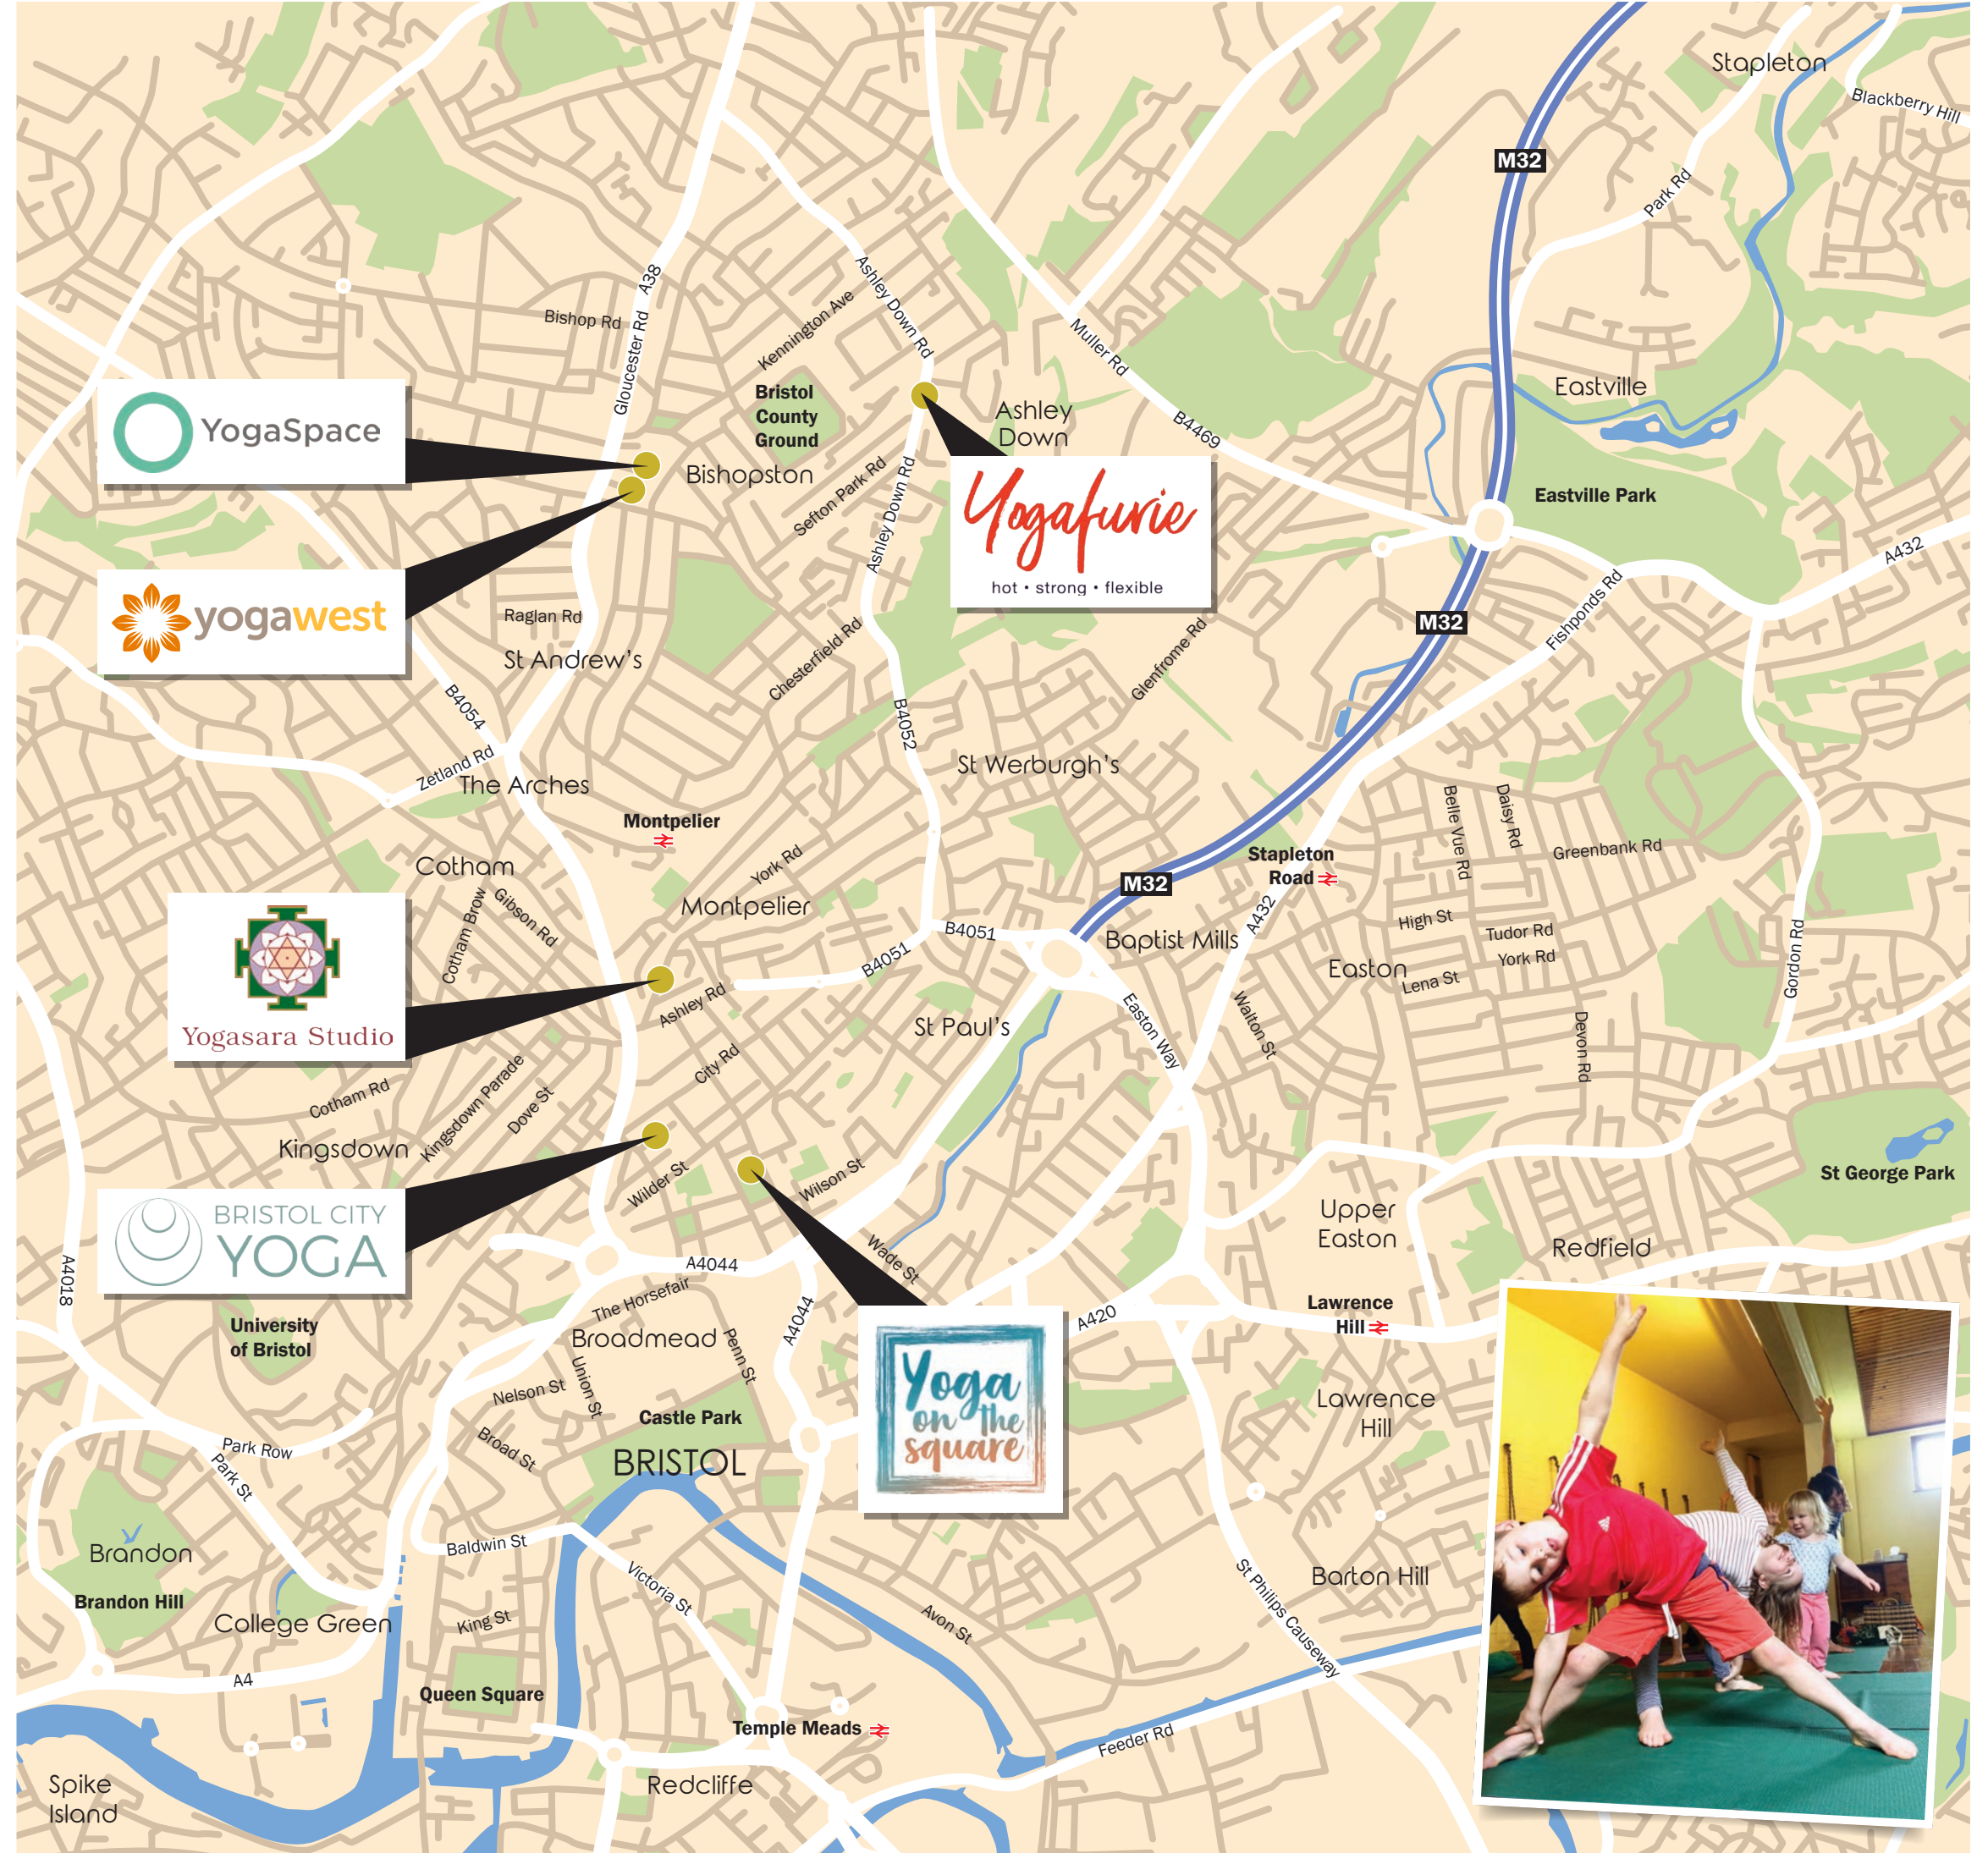 Stapleton
Blackberry Hill
M32
Park Rd
A38
Ashley Down Rd
Bishop Rd
Kennington Ave
Gloucester Rd
Muller Rd
Eastville
Bristol
County
Ground
Ashley
Down
B4469
YogaSpace
Bishopston
Sefton Park Rd
Ashley Down Rd
Yogafurie
hot • strong • flexible
Eastville Park
A432
yogawest
Raglan Rd
St Andrew's
Chesterfield Rd
Glenfrome Rd
M32
Fishponds Rd
B4054
B4052
Zetland Rd
The Arches
St Werburgh's
Montpelier
Belle Vue Rd
Daisy Rd
Greenbank Rd
Cotham
York Rd
Stapleton
Road
M32
Montpelier
Cotham Brow
Gibson Rd
B4051
B4051
Baptist Mills
A432
High St
Tudor Rd
York Rd
Easton
Lena St
Gordon Rd
Yogasara Studio
Ashley Rd
St Paul's
Easton Way
Walton St
Devon Rd
City Rd
Cotham Rd
Kingsdown Parade
Dove St
Kingsdown
Wilder St
Wilson St
St George Park
BRISTOL CITY
YOGA
Upper
Easton
Redfield
A4018
A4044
Wade St
The Horsefair
University
of Bristol
Broadmead
Penn St
A4044
A420
Lawrence
Hill
Yoga
on the
square
Nelson St
Union St
Castle Park
Lawrence
Hill
Park Row
Park St
Broad St
BRISTOL
Brandon
Baldwin St
Victoria St
St Philips Causeway
Barton Hill
Brandon Hill
College Green
King St
Avon St
A4
Queen Square
Temple Meads
Feeder Rd
Spike
Island
Redcliffe